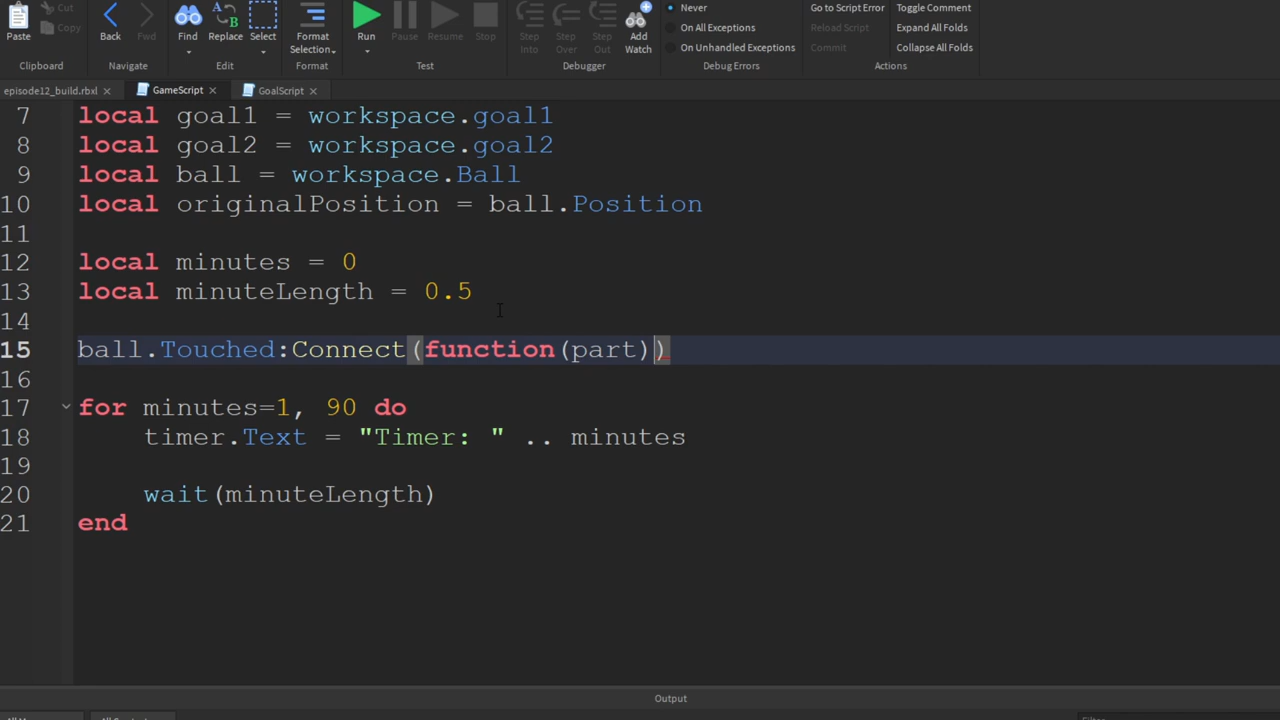 Cut
Copy
Paste
Back
Fwd
Find
Replace
Select
Format
Selection
Run
Pause
Resume
Stop
Step
Into
Step
Over
Step
Out
Add
Watch
Never
On All Exceptions
On Unhandled Exceptions
Go to Script Error
Reload Script
Commit
Toggle Comment
Expand All Folds
Collapse All Folds
Clipboard
Navigate
Edit
Format
Test
Debugger
Debug Errors
Actions
episode12_build.rbxl
GameScript
GoalScript
7 local goal1 = workspace.goal1
8 local goal2 = workspace.goal2
9 local ball = workspace.Ball
10 local originalPosition = ball.Position
11
12 local minutes = 0
13 local minuteLength = 0.5
14
15 ball.Touched:Connect(function(part))
16
17 for minutes=1, 90 do
18 timer.Text = "Timer: " .. minutes
19
20 wait(minuteLength)
21 end
Output